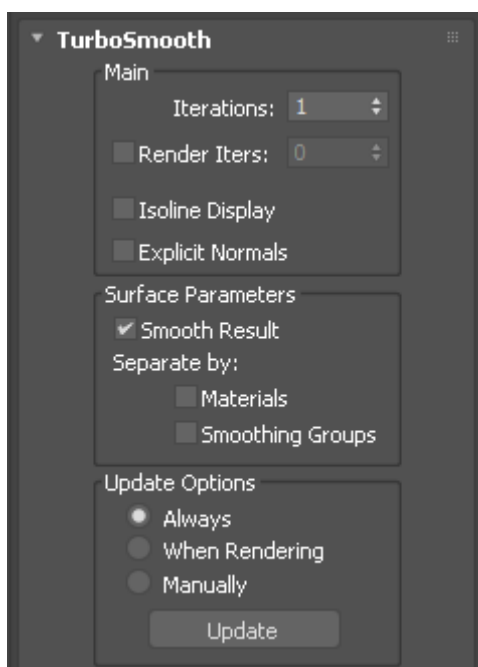 TurboSmooth
Main
Iterations: 1
Render Iters: 0
Isoline Display
Explicit Normals
Surface Parameters
Smooth Result
Separate by:
Materials
Smoothing Groups
Update Options
Always
When Rendering
Manually
Update